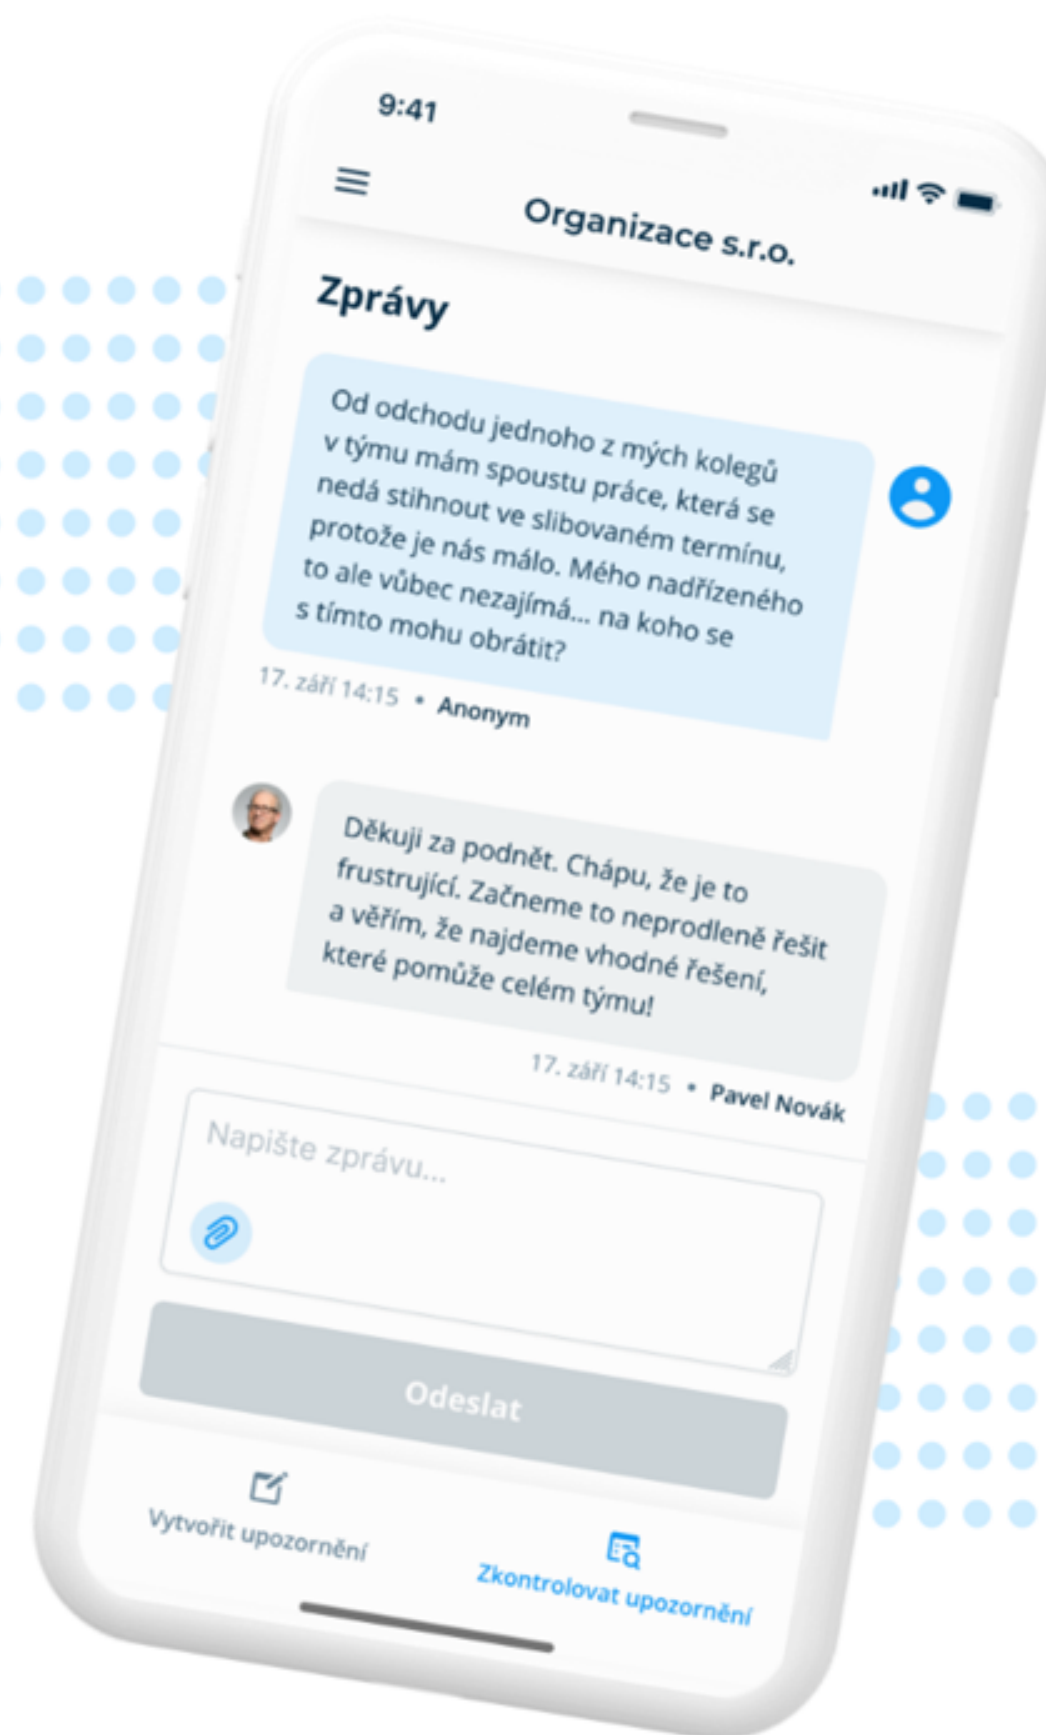 9:41
Organizace s.r.o.
Zprávy
Od odchodu jednoho z mých kolegů
v týmu mám spoustu práce, která se
nedá stihnout ve slibovaném termínu,
protože je nás málo. Mého nadřízeného
to ale vůbec nezajímá... na koho se
s tímto mohu obrátit?
17. září 14:15 • Anonym
Děkuji za podnět. Chápu, že je to
frustrující. Začneme to neprodleně řešit
a věřím, že najdeme vhodné řešení,
které pomůže celém týmu!
17. září 14:15 • Pavel Novák
Napište zprávu...
Odeslat
Vytvořit upozornění
Zkontrolovat upozornění